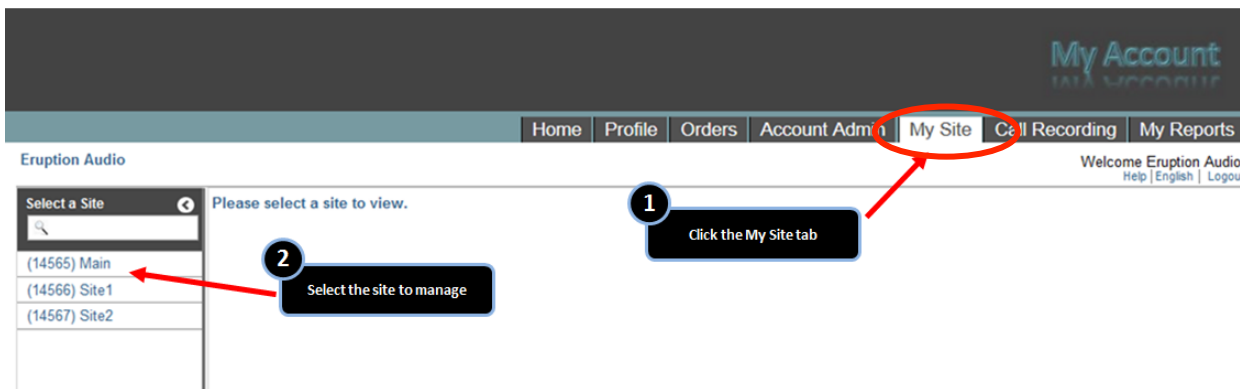 My Account
Home Profile Orders Account Admin My Site Call Recording My Reports
Eruption Audio
Welcome Eruption Audio
Help | English | Logou
Select a Site
Please select a site to view.
1
Click the My Site tab
(14565) Main
2
(14566) Site1
Select the site to manage
(14567) Site2